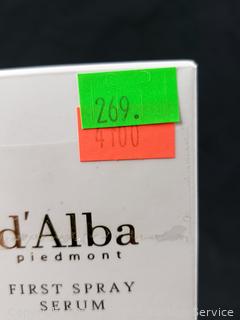 269.
4100
d'Alba
piedmont
FIRST SPRAY
SERUM